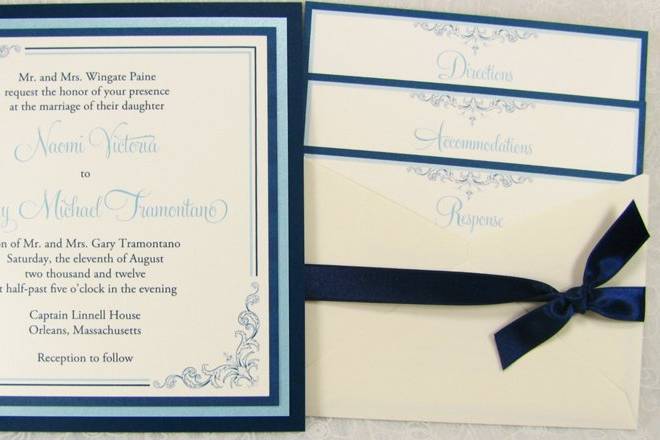 Mr. and Mrs. Wingate Paine
request the honor of your presence
at the marriage of their daughter
Naomi Victoria
to
Michael Tramontano
of Mr. and Mrs. Gary Tramontano
Saturday, the eleventh of August
two thousand and twelve
half-past five o'clock in the evening
Captain Linnell House
Orleans, Massachusetts
Reception to follow
Directions
Accommodations
Response